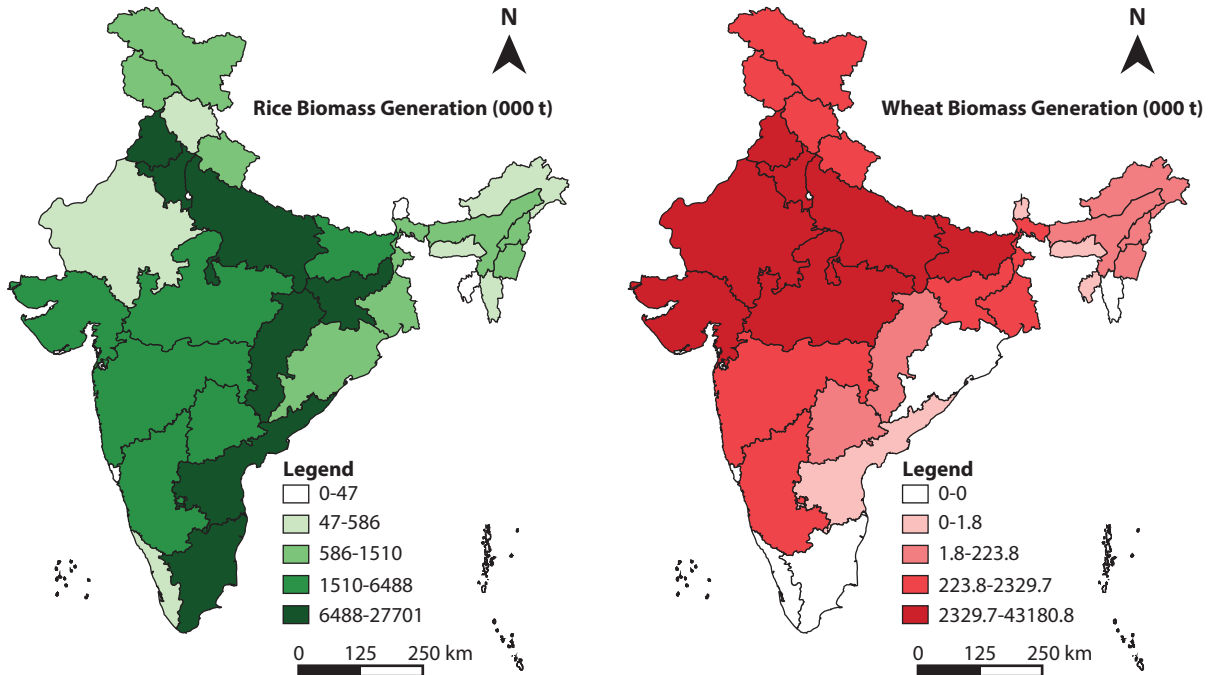 N
Rice Biomass Generation (000 t)
Legend
0-47
47-586
586-1510
1510-6488
6488-27701
0 125 250 km
N
Wheat Biomass Generation (000 t)
Legend
0-0
0-1.8
1.8-223.8
223.8-2329.7
2329.7-43180.8
0 125 250 km